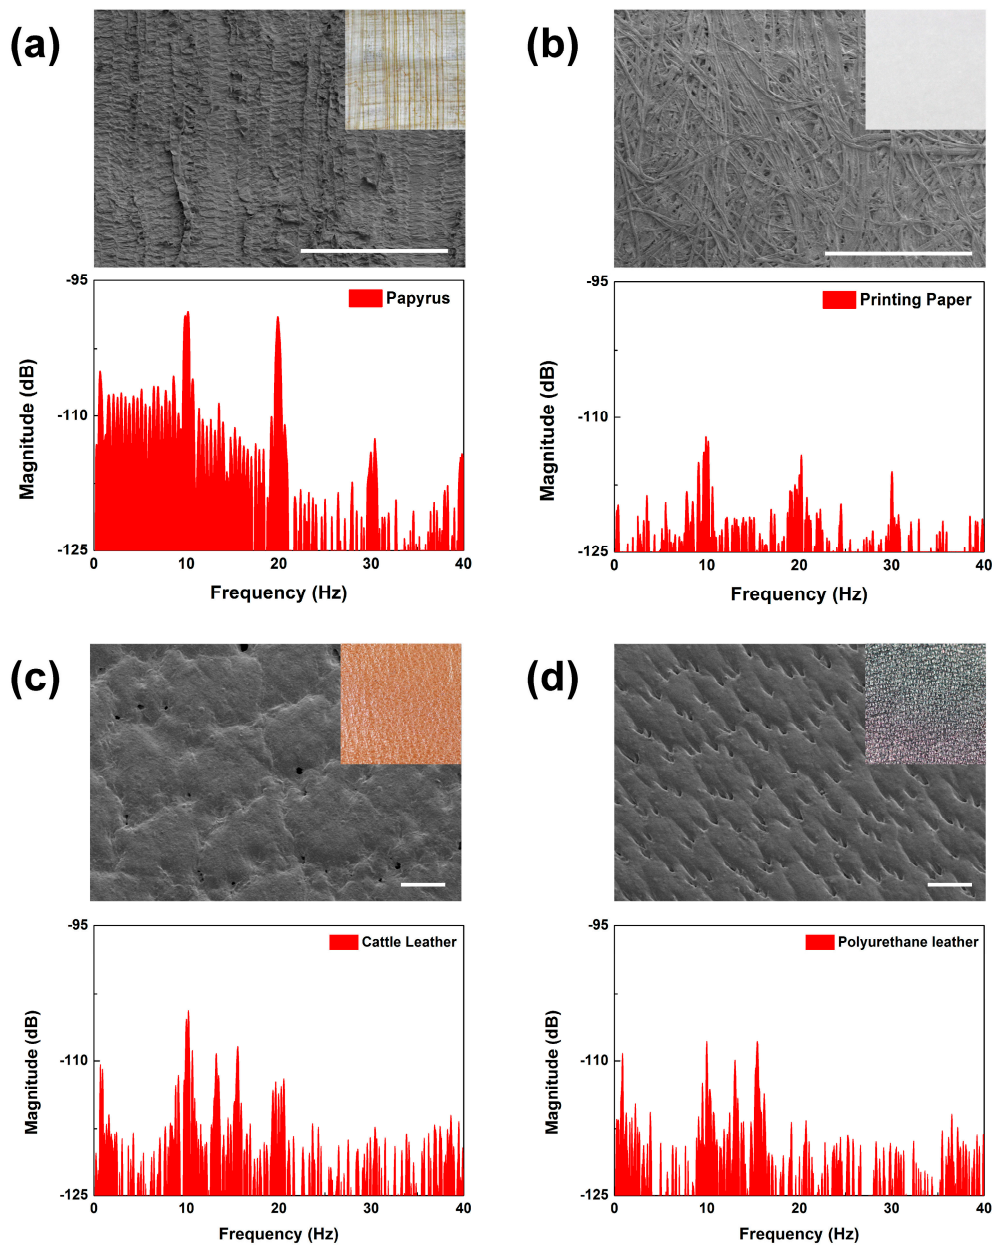 (a)
(b)
-95
Papyrus
Magnitude (dB)
-110
-125
0 10 20 30 40
Frequency (Hz)
-95
Printing Paper
Magnitude (dB)
-110
-125
0 10 20 30 40
Frequency (Hz)
(c)
(d)
-95
Cattle Leather
Magnitude (dB)
-110
-125
0 10 20 30 40
Frequency (Hz)
-95
Polyurethane leather
Magnitude (dB)
-110
-125
0 10 20 30 40
Frequency (Hz)